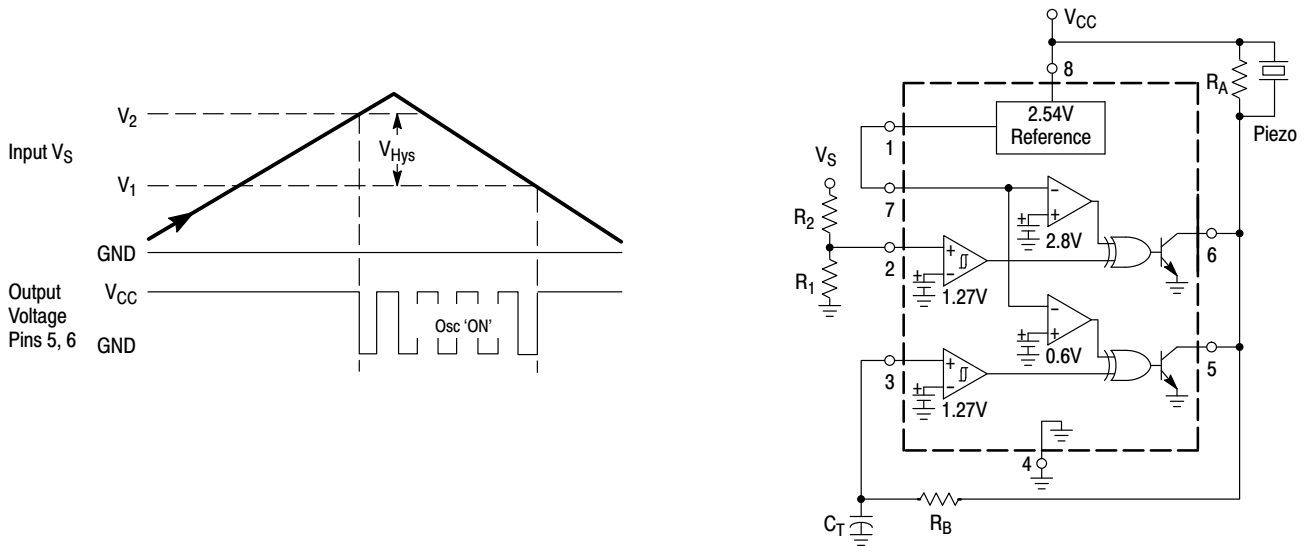 V2
Input VS
VHys
V1
GND
Output
Voltage
Pins 5, 6
VCC
Osc ‘ON’
GND
VCC
8
RA
2.54V
Reference
Piezo
1
VS
7
R2
2.8V
6
2
R1
1.27V
0.6V
5
3
1.27V
4
CT
RB